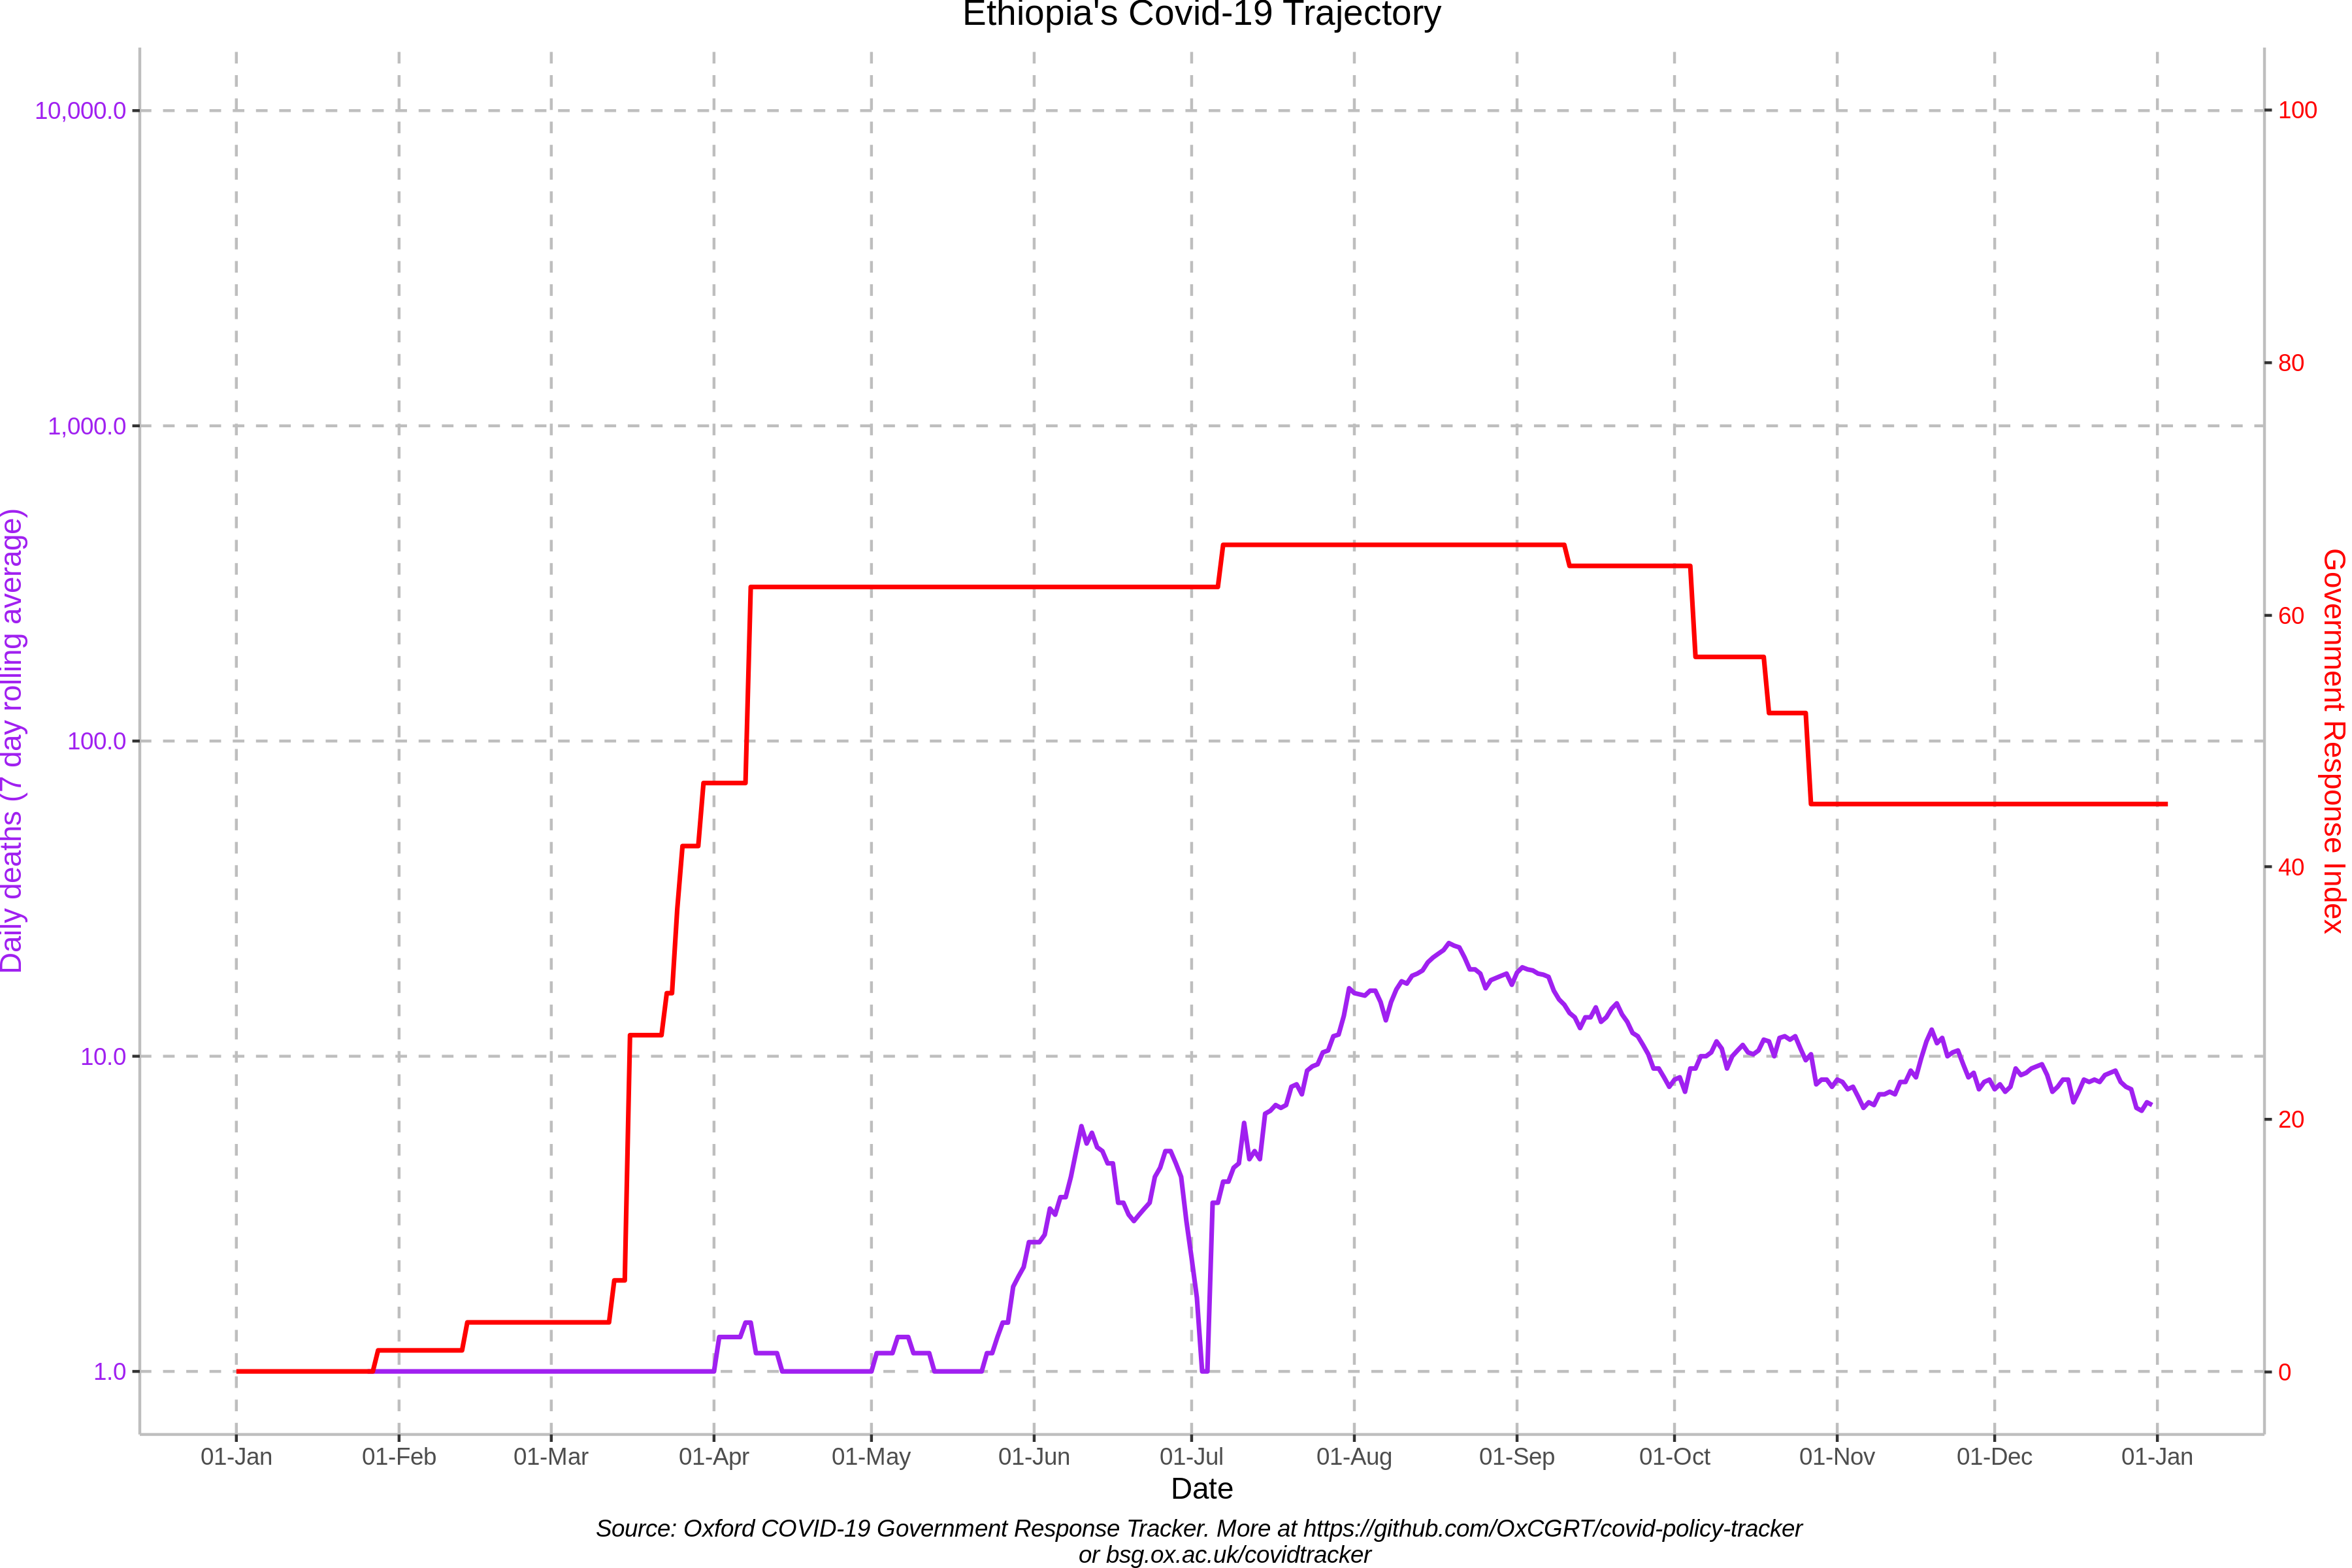 Ethiopia's Covid-19 Trajectory
10,000.0
1,000.0
100.0
10.0
1.0
Daily deaths (7 day rolling average)
100
80
60
40
20
0
Government Response Index
01-Jan 01-Feb 01-Mar 01-Apr 01-May 01-Jun 01-Jul 01-Aug 01-Sep 01-Oct 01-Nov 01-Dec 01-Jan
Date
Source: Oxford COVID-19 Government Response Tracker. More at https://github.com/OxCGRT/covid-policy-tracker
or bsg.ox.ac.uk/covidtracker